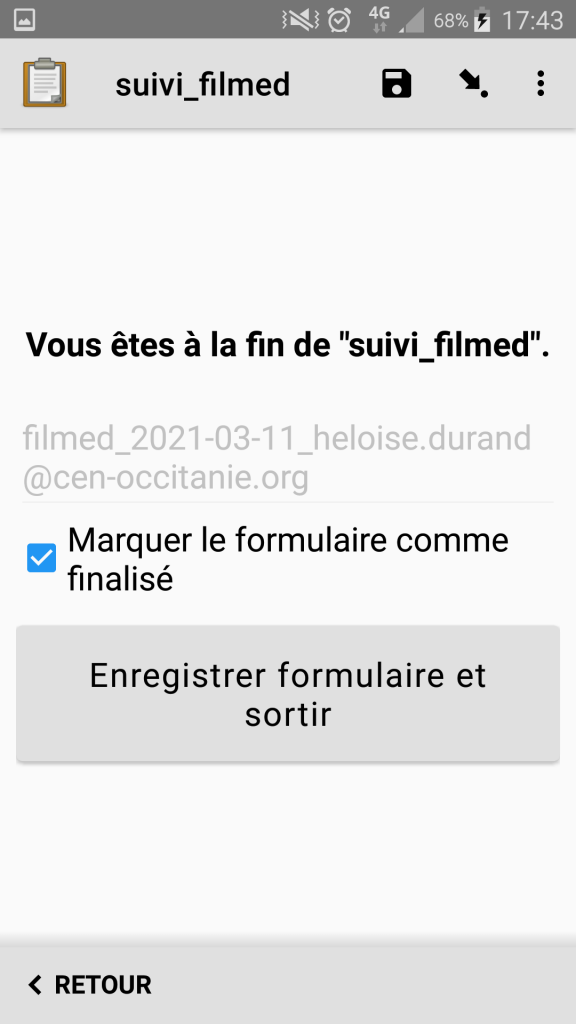 4G 68% 17:43
suivi_filmed
Vous êtes à la fin de "suivi_filmed".
filmed_2021-03-11_heloise.durand
@cen-occitanie.org
Marquer le formulaire comme
finalisé
Enregistrer formulaire et
sortir
RETOUR